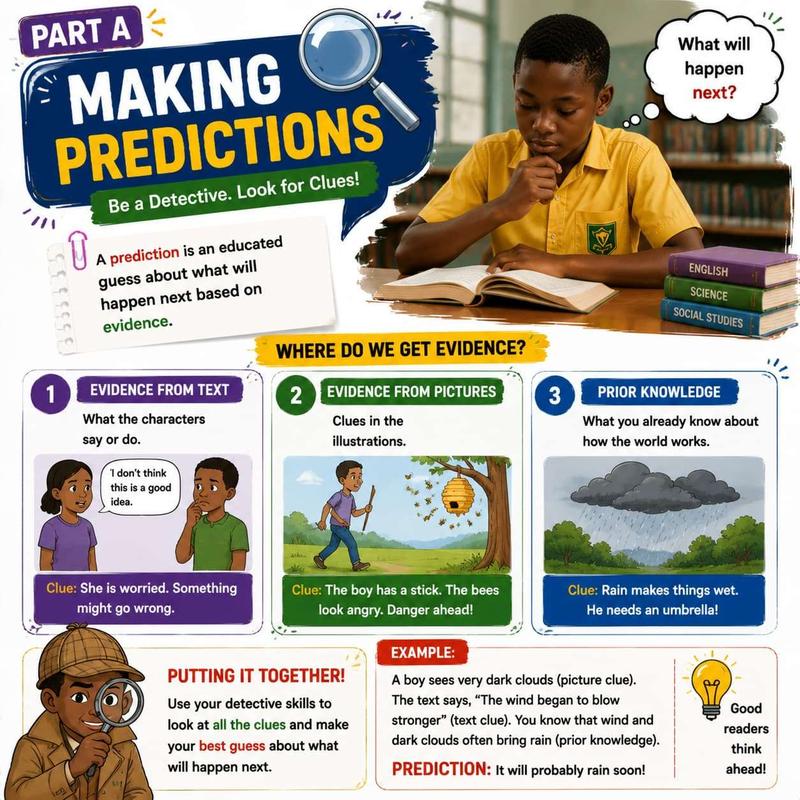 PART A
MAKING
PREDICTIONS
Be a Detective. Look for Clues!
What will
happen
next?
A prediction is an educated
guess about what will
happen next based on
evidence.
ENGLISH
SCIENCE
SOCIAL STUDIES
WHERE DO WE GET EVIDENCE?
1 EVIDENCE FROM TEXT
What the characters
say or do.
'I don't think
this is a good
idea.
Clue: She is worried. Something
might go wrong.
2 EVIDENCE FROM PICTURES
Clues in the
illustrations.
Clue: The boy has a stick. The bees
look angry. Danger ahead!
3 PRIOR KNOWLEDGE
What you already know about
how the world works.
Clue: Rain makes things wet.
He needs an umbrella!
PUTTING IT TOGETHER!
Use your detective skills to
look at all the clues and make
your best guess about what
will happen next.
EXAMPLE:
A boy sees very dark clouds (picture clue).
The text says, “The wind began to blow
stronger” (text clue). You know that wind and
dark clouds often bring rain (prior knowledge).
PREDICTION: It will probably rain soon!
Good
readers
think
ahead!